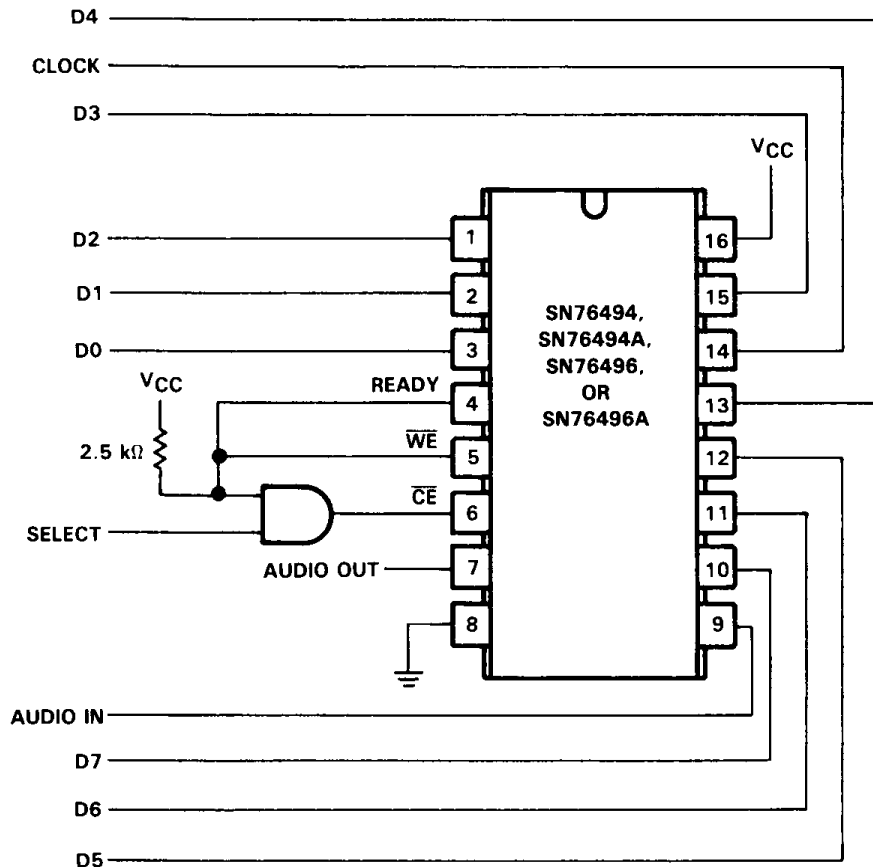 D4
CLOCK
D3
VCC
D2
1
16
D1
2
15
SN76494,
SN76494A,
SN76496,
OR
SN76496A
D0
3
14
VCC
READY
4
13
2.5 kΩ
WE
5
12
CE
6
11
SELECT
AUDIO OUT
7
10
8
9
AUDIO IN
D7
D6
D5